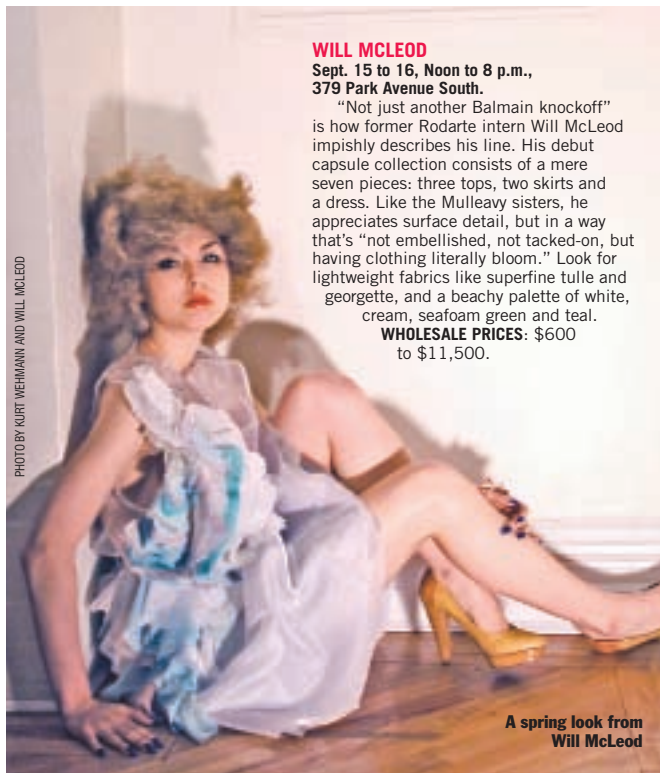 WILL MCLEOD
Sept. 15 to 16, Noon to 8 p.m.,
379 Park Avenue South.
“Not just another Balmain knockoff”
is how former Rodarte intern Will McLeod
impishly describes his line. His debut
capsule collection consists of a mere
seven pieces: three tops, two skirts and
a dress. Like the Mulleavy sisters, he
appreciates surface detail, but in a way
that’s “not embellished, not tacked-on, but
having clothing literally bloom.” Look for
lightweight fabrics like superfine tulle and
georgette, and a beachy palette of white,
cream, seafoam green and teal.
WHOLESALE PRICES: $600
to $11,500.
PHOTO BY KURT WEHMANN AND WILL MCLEOD
A spring look from
Will McLeod